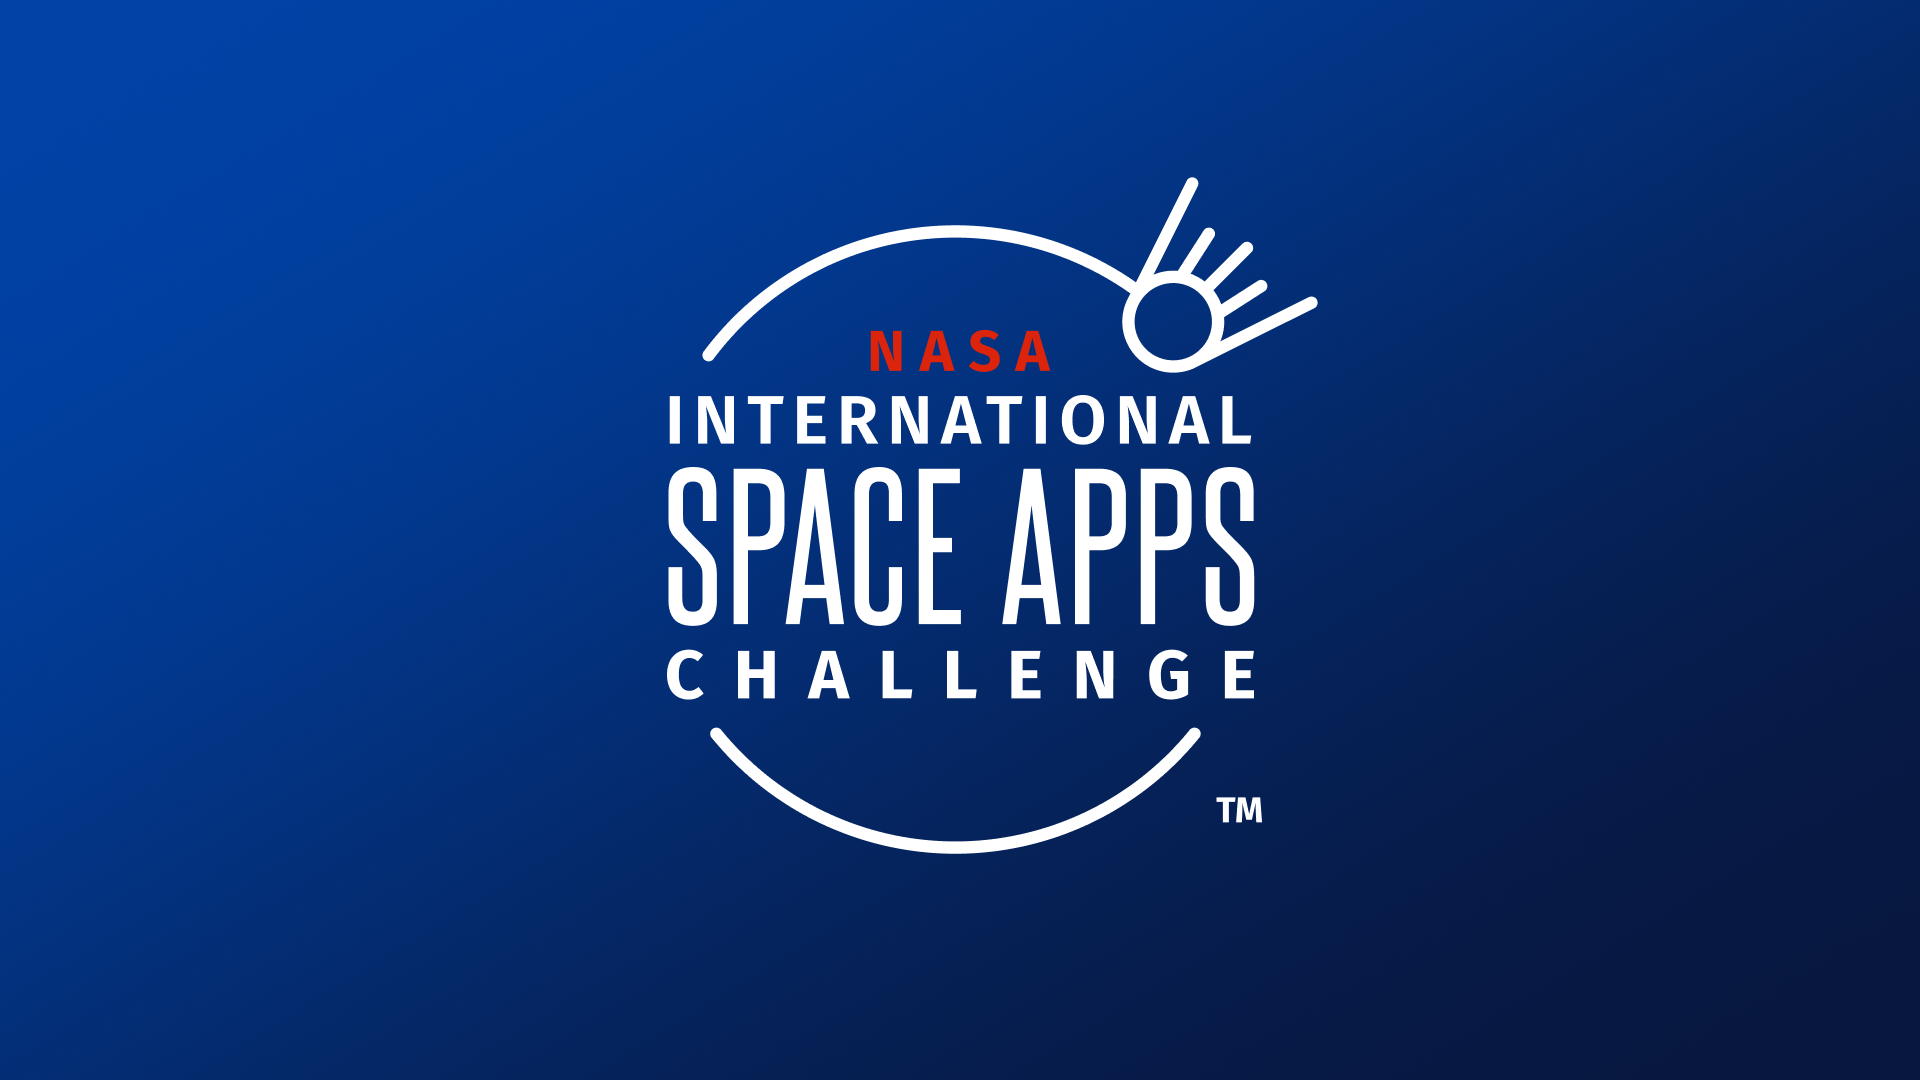 NASA
INTERNATIONAL
SPACE APPS
CHALLENGE
TM